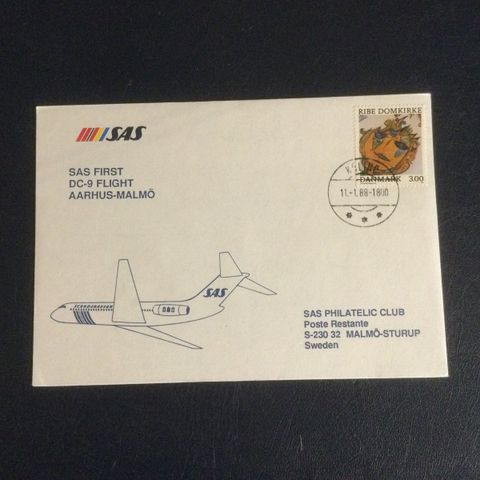 SAS
SAS FIRST
DC-9 FLIGHT
AARHUS-MALMÖ
RIBE DOMKIRKE
DANMARK 3.00
11.-1.88-1800
SCANDINAVIAN
SAS
SAS PHILATELIC CLUB
Poste Restante
S-230 32 MALMÖ-STURUP
Sweden